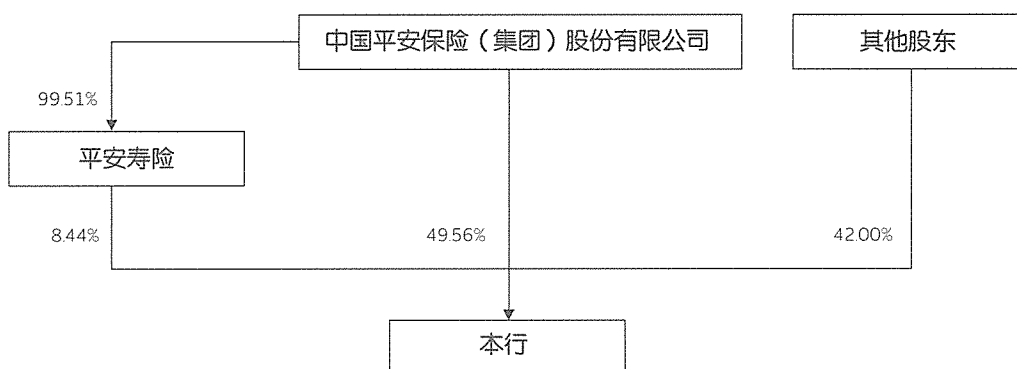 中国平安保险（集团）股份有限公司
其他股东
99.51%
平安寿险
8.44%
49.56%
42.00%
本行